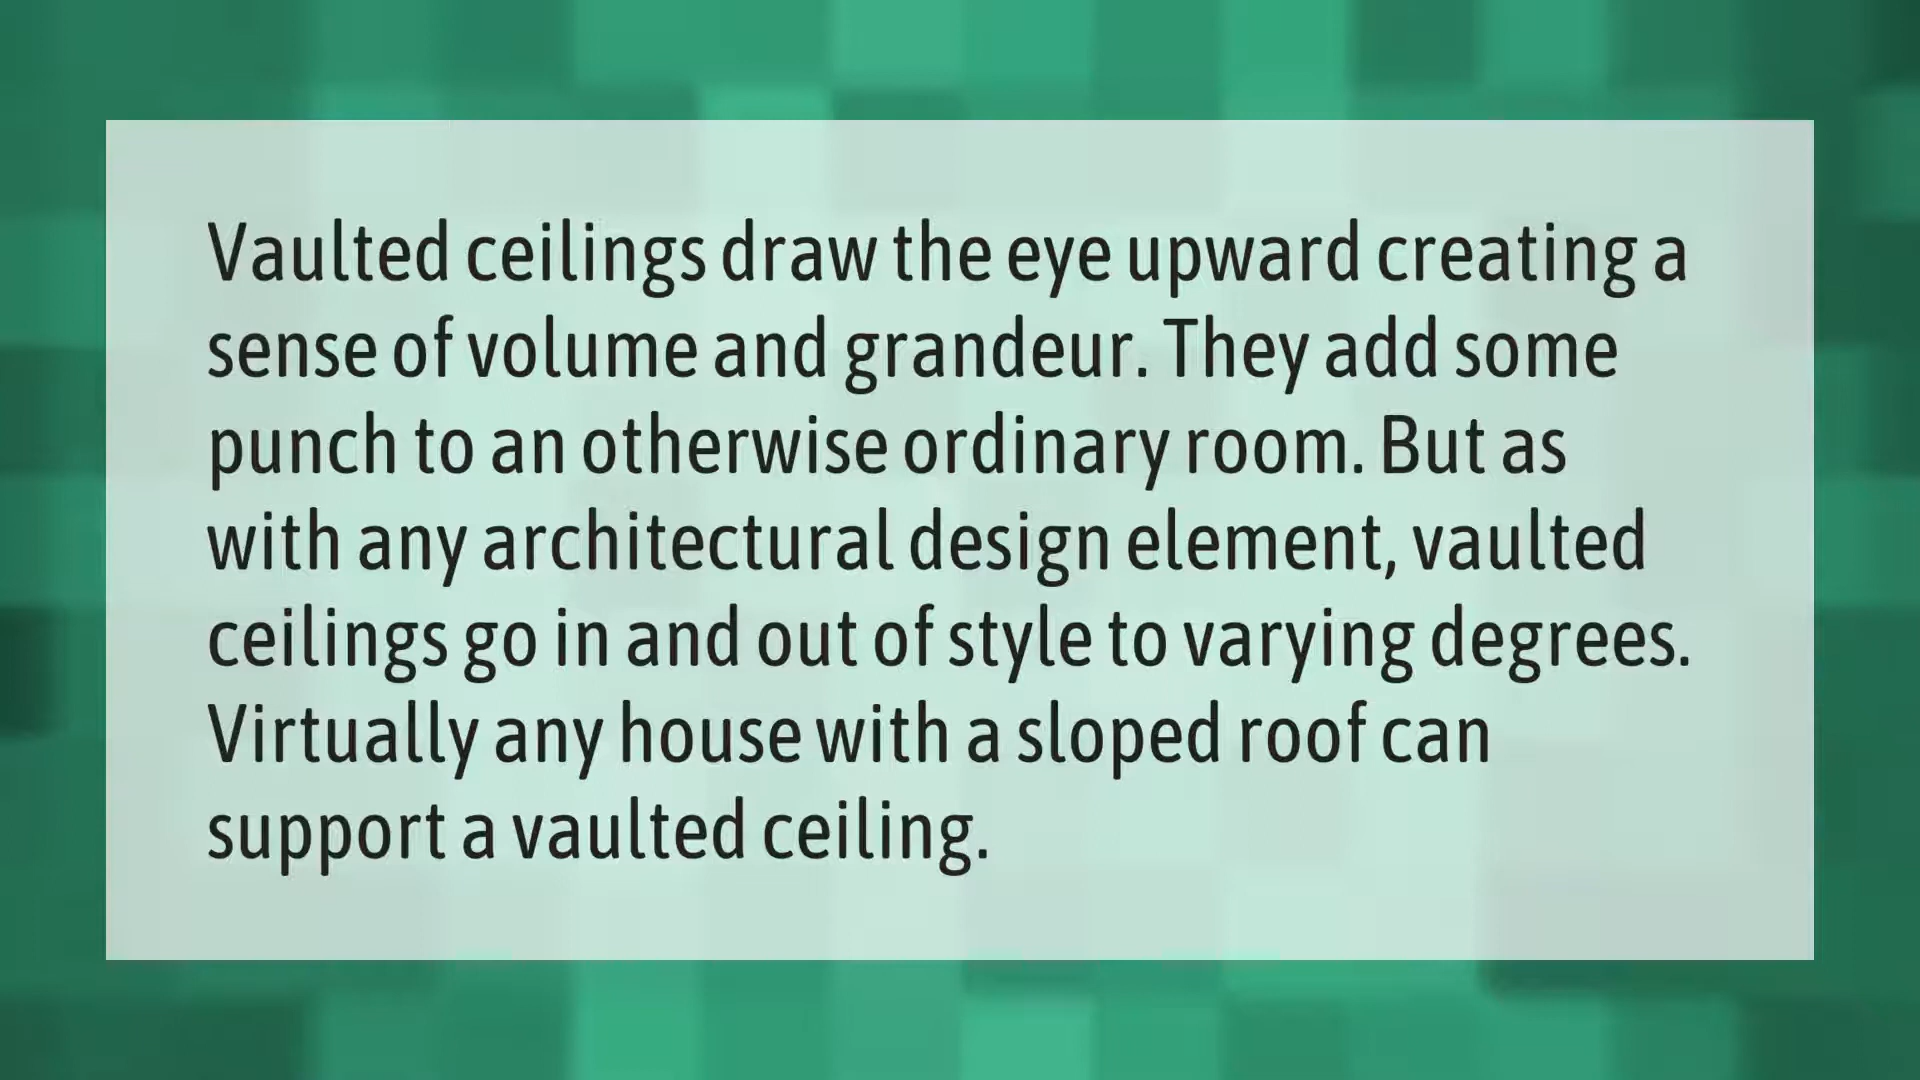 Vaulted ceilings draw the eye upward creating a
sense of volume and grandeur. They add some
punch to an otherwise ordinary room. But as
with any architectural design element, vaulted
ceilings go in and out of style to varying degrees.
Virtually any house with a sloped roof can
support a vaulted ceiling.